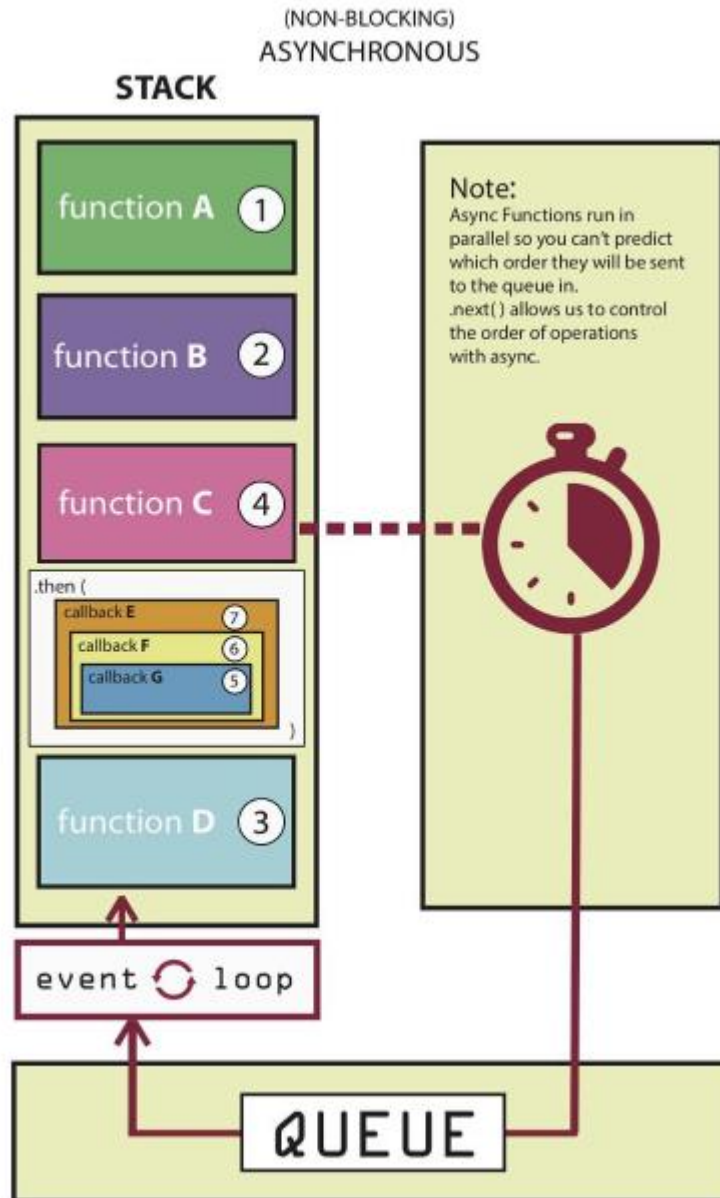 (NON-BLOCKING)
ASYNCHRONOUS
STACK
function A 1
function B 2
function C 4
.then (
callback E 7
callback F 6
callback G 5
)
function D 3
event loop
Note:
Async Functions run in
parallel so you can't predict
which order they will be sent
to the queue in.
.next( ) allows us to control
the order of operations
with async.
QUEUE